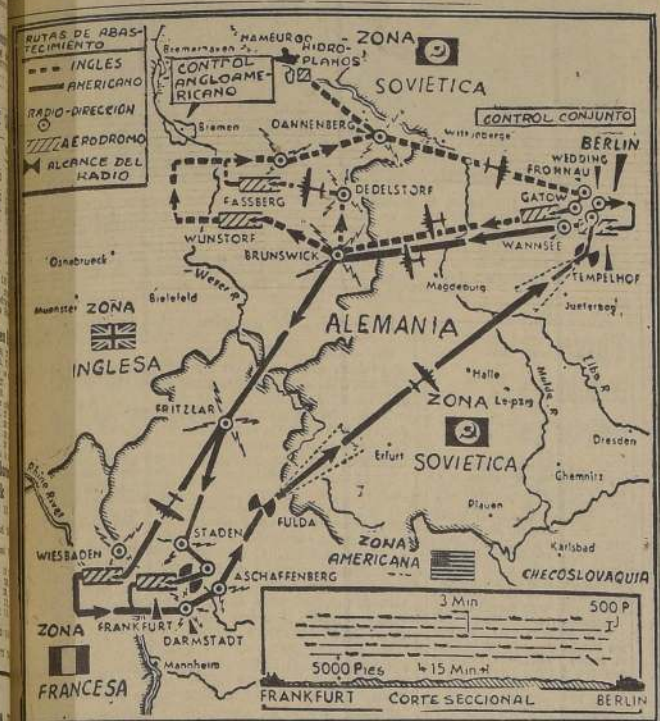 RUTAS DE ABAS-
TECIMIENTO
INGLES
AMERICANO
RADIO-DIRECCION
AERODROMO
ALCANCE DEL
RADIO
Bremerhaven
HAMBURGO
HIDRO-
PLANOS
ZONA
SOVIETICA
CONTROL
ANGLOAME-
RICANO
Bremen
DANNENBERG
Wittenberge
CONTROL CONJUNTO
BERLIN
WEDDING
FROHNAU
GATOW
FASSBERG
DEDELSTORF
WUNSTORF
BRUNSWICK
WANNSEE
TEMPELHOF
Osnabrueck
Weser R.
Magdeburg
Jueterbog
Muenster
ZONA
Bielefeld
INGLESA
ALEMANIA
Halle
Leipzig
Mulde R.
Elba R.
ZONA
SOVIETICA
FRITZLAR
Erfurt
Dresden
Chemnitz
Rhine River
Plauen
FULDA
STADEN
ZONA
AMERICANA
Karlsbad
WIESBADEN
ASCHAFFENBERG
CHECOSLOVAQUIA
FRANKFURT
DARMSTADT
ZONA
FRANCESA
Mannheim
3 Min
500 P
5000 Pies
15 Min
FRANKFURT
CORTE SECCIONAL
BERLIN